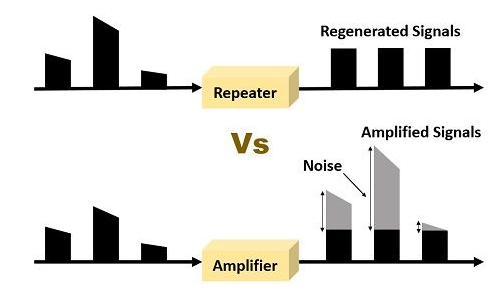 Regenerated Signals
Repeater
Vs
Amplified Signals
Noise
Amplifier